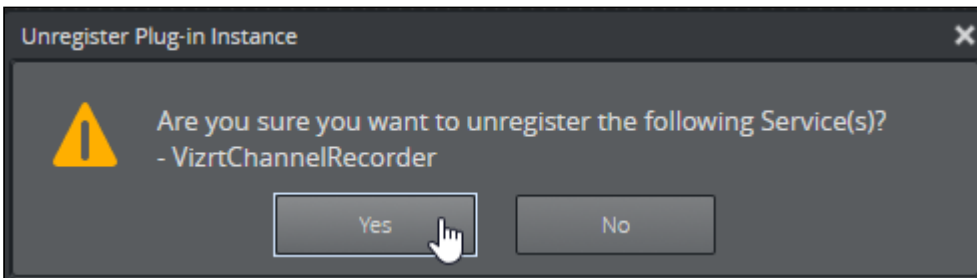 Unregister Plug-in Instance
Are you sure you want to unregister the following Service(s)?
- VizrtChannelRecorder
Yes
No